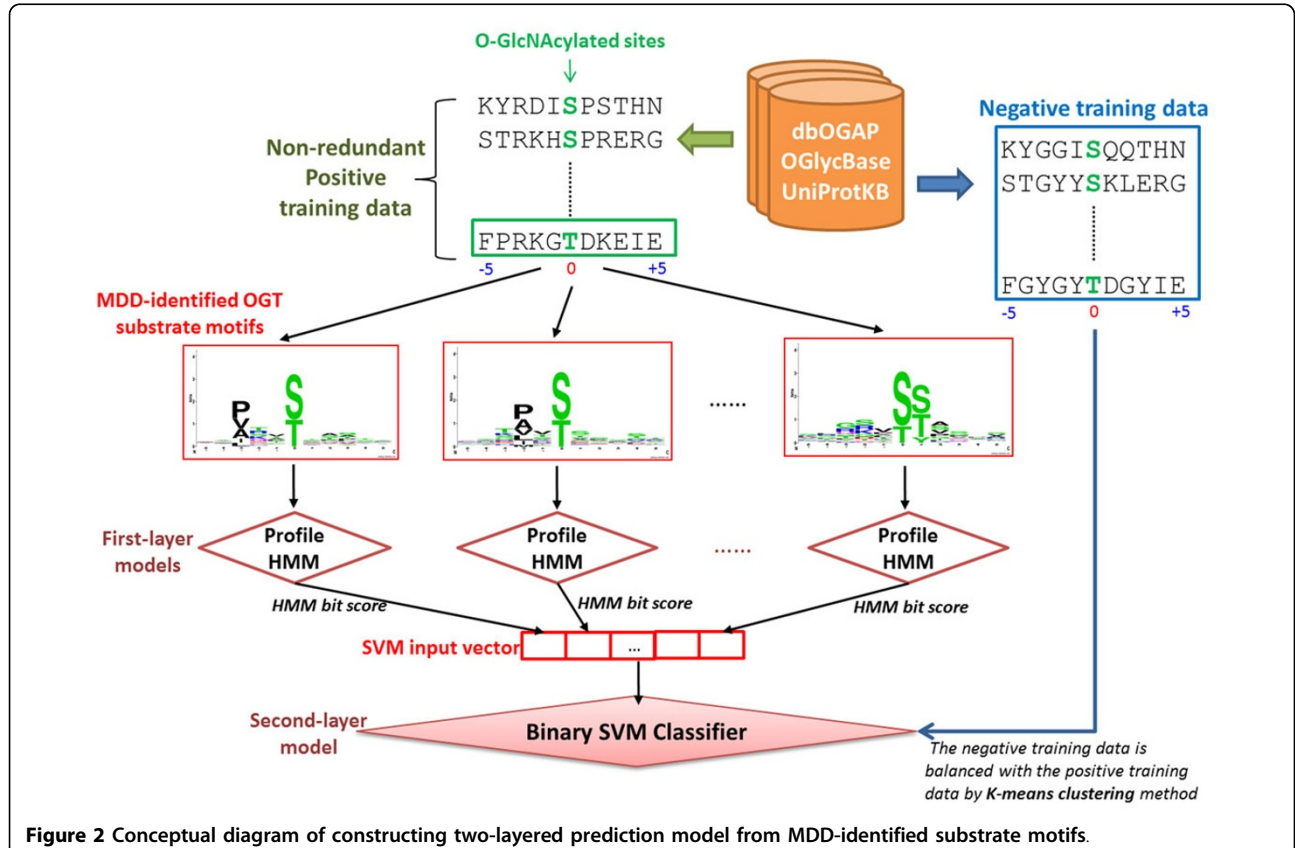 O-GlcNAcylated sites
KYRDISPSTHN
STRKHSPRERG
Non-redundant
Positive
training data
FPRKGTDKEIE
-5 0 +5
dbOGAP
OGlycBase
UniProtKB
Negative training data
KYGGISQQTHN
STGYYSKLERG
FGYGYTDGYIE
-5 0 +5
MDD-identified OGT
substrate motifs
......
First-layer
models
Profile
HMM
Profile
HMM
......
Profile
HMM
HMM bit score
HMM bit score
HMM bit score
SVM input vector
...
Second-layer
model
Binary SVM Classifier
The negative training data is
balanced with the positive training
data by K-means clustering method
Figure 2 Conceptual diagram of constructing two-layered prediction model from MDD-identified substrate motifs.